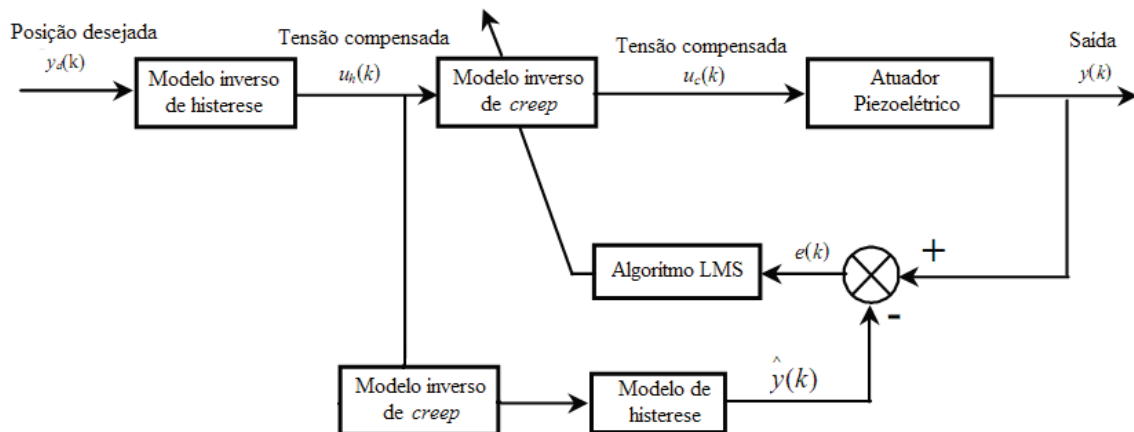 Posição desejada
y_d(k)
Modelo inverso
de histerese
Tensão compensada
u_h(k)
Modelo inverso
de creep
Tensão compensada
u_c(k)
Atuador
Piezoelétrico
Saída
y(k)
Algorítmo LMS
e(k)
+
-
Modelo inverso
de creep
Modelo de
histerese
ŷ(k)